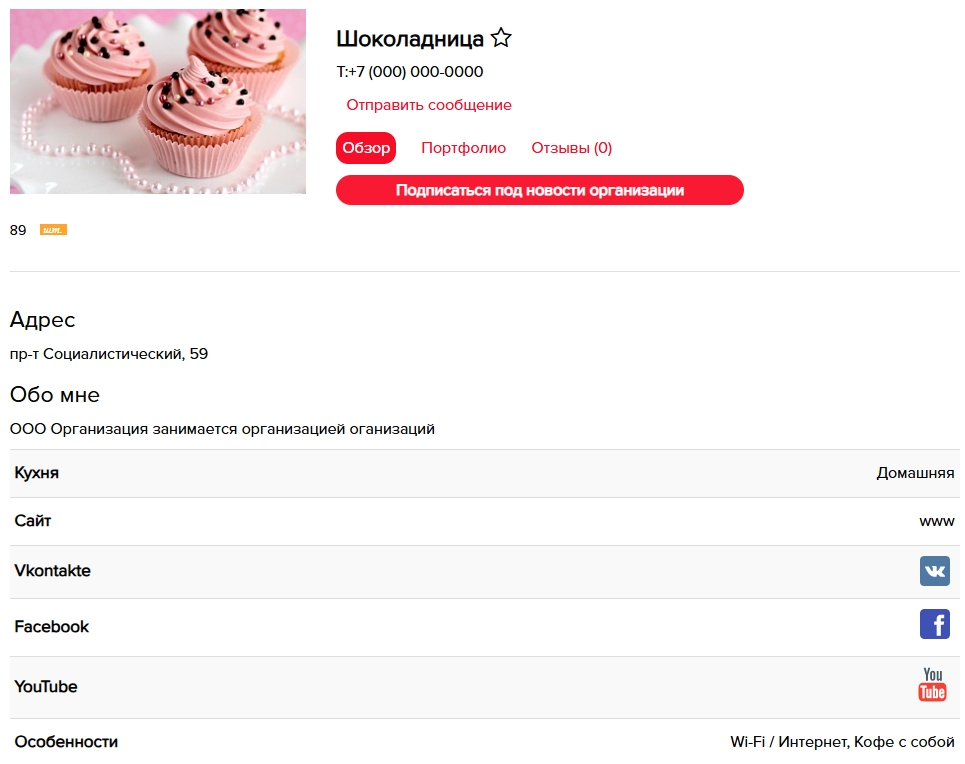 Шоколадница
Т:+7 (000) 000-0000
Отправить сообщение
Обзор Портфолио Отзывы (0)
Подписаться под новости организации
89 шт.
Адрес
пр-т Социалистический, 59
Обо мне
ООО Организация занимается организацией оганизаций
Кухня Домашняя
Сайт www
Vkontakte
Facebook f
YouTube You
Tube
Особенности Wi-Fi / Интернет, Кофе с собой